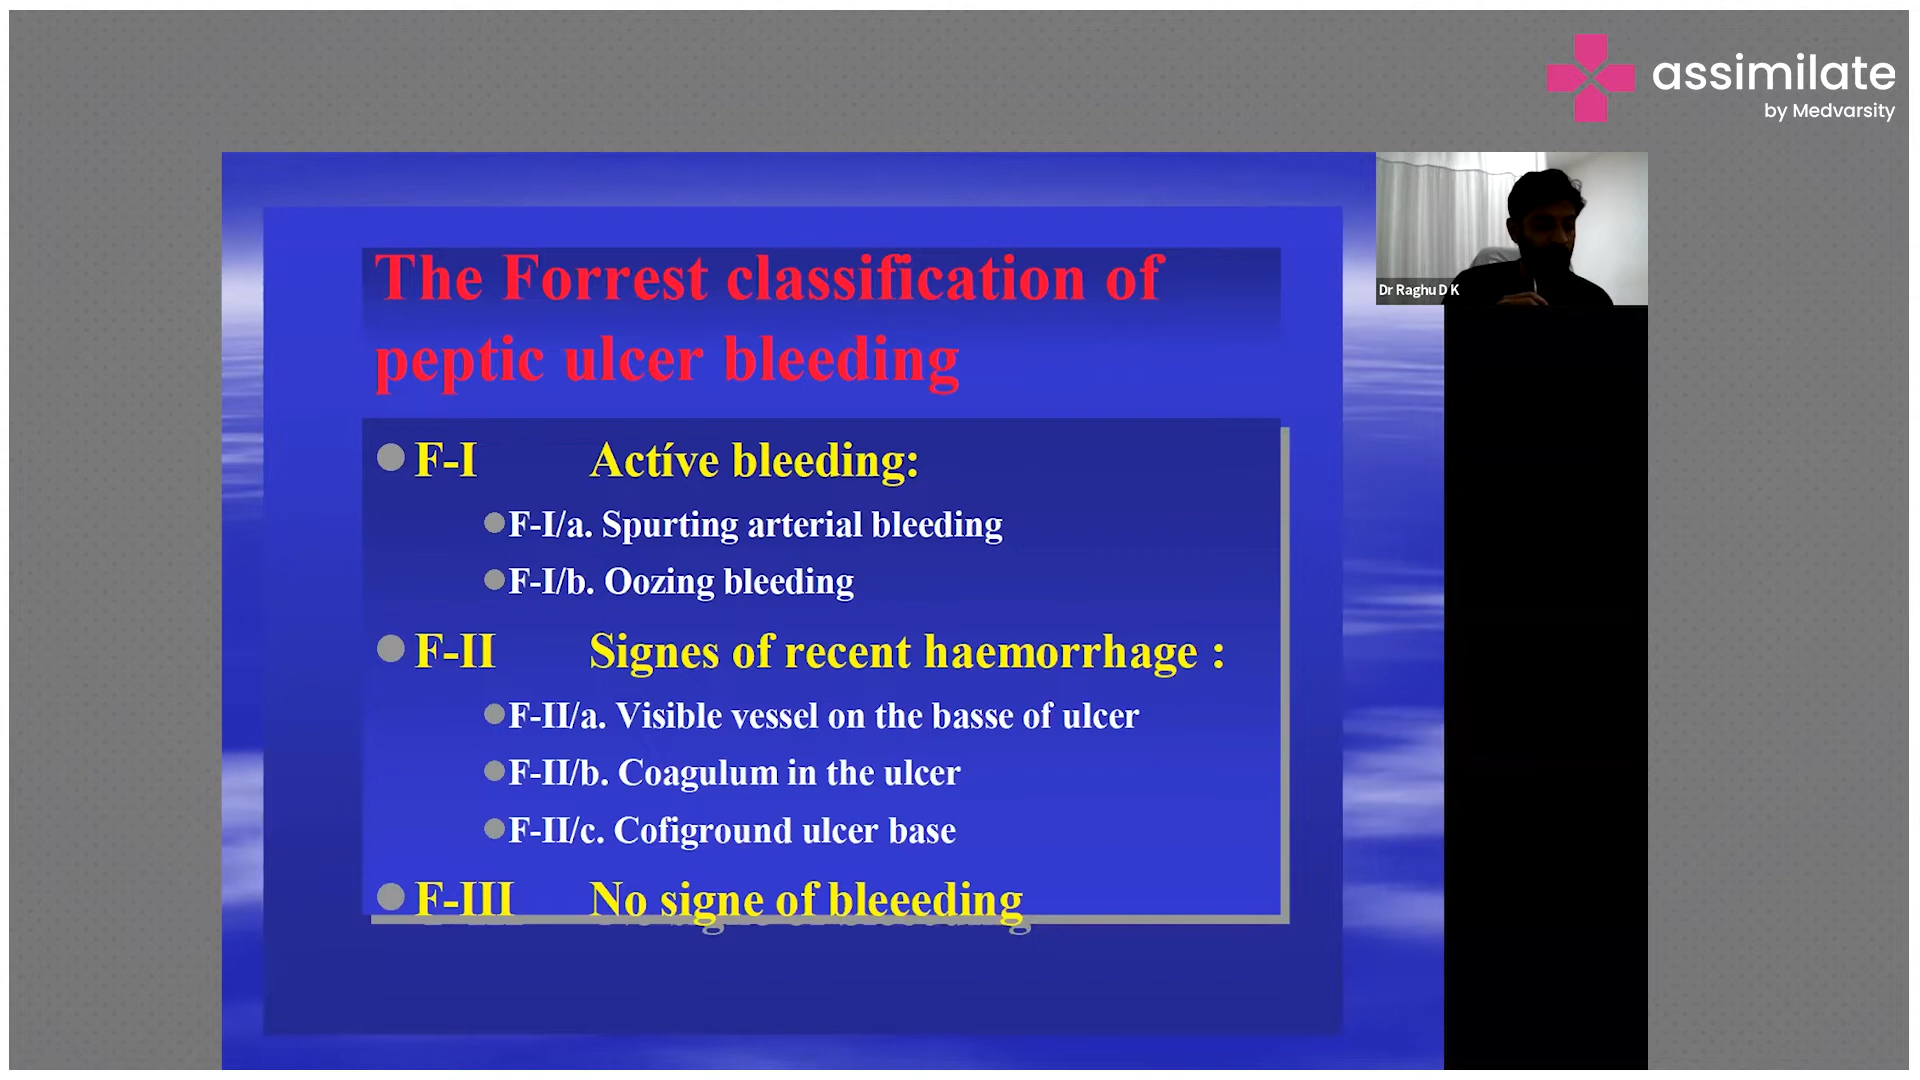 assimilate
by Medvarsity
Dr Raghu D K
The Forrest classification of
peptic ulcer bleeding
F-I Actíve bleeding:
F-I/a. Spurting arterial bleeding
F-I/b. Oozing bleeding
F-II Signes of recent haemorrhage :
F-II/a. Visible vessel on the basse of ulcer
F-II/b. Coagulum in the ulcer
F-II/c. Cofiground ulcer base
F-III No signe of bleeeding